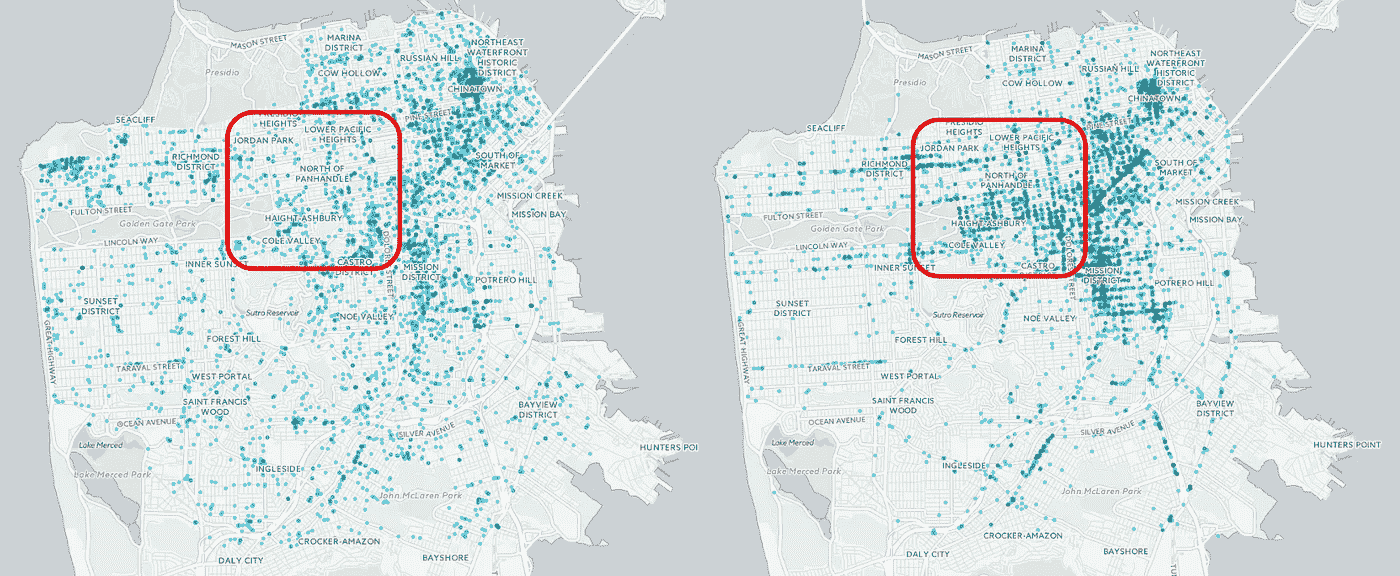 MASON STREET
MARINA
DISTRICT
RUSSIAN HILL
NORTHEAST
WATERFRONT
HISTORIC
DISTRICT
Presidio
COW HOLLOW
CHINATOWN
PINE STREET
SEACLIFF
PRESIDIO
HEIGHTS
LOWER PACIFIC
HEIGHTS
JORDAN PARK
RICHMOND
DISTRICT
NORTH OF
PANHANDLE
SOUTH OF
MARKET
MISSION CREEK
MISSION BAY
FULTON STREET
Golden Gate Park
HAIGHT-ASHBURY
LINCOLN WAY
COLE VALLEY
INNER SUNSET
CASTRO
DISTRICT
MISSION
DISTRICT
POTRERO HILL
SUNSET
DISTRICT
Sutro Reservoir
NOE VALLEY
GREAT HIGHWAY
FOREST HILL
TARAVAL STREET
WEST PORTAL
SAINT FRANCIS
WOOD
BAYVIEW
DISTRICT
OCEAN AVENUE
SILVER AVENUE
Lake Merced
HUNTERS POI
Lake Merced Park
INGLESIDE
John McLaren Park
CROCKER-AMAZON
DALY CITY
BAYSHORE
MASON STREET
MARINA
DISTRICT
RUSSIAN HILL
NORTHEAST
WATERFRONT
HISTORIC
DISTRICT
Presidio
COW HOLLOW
CHINATOWN
PINE STREET
SEACLIFF
PRESIDIO
HEIGHTS
LOWER PACIFIC
HEIGHTS
JORDAN PARK
RICHMOND
DISTRICT
NORTH OF
PANHANDLE
SOUTH OF
MARKET
MISSION CREEK
MISSION BAY
FULTON STREET
Golden Gate Park
HAIGHT-ASHBURY
LINCOLN WAY
COLE VALLEY
INNER SUNSET
CASTRO
MISSION
DISTRICT
POTRERO HILL
SUNSET
DISTRICT
Sutro Reservoir
NOE VALLEY
GREAT HIGHWAY
FOREST HILL
TARAVAL STREET
WEST PORTAL
SAINT FRANCIS
WOOD
BAYVIEW
DISTRICT
OCEAN AVENUE
SILVER AVENUE
Lake Merced
HUNTERS POINT
Lake Merced Park
INGLESIDE
John McLaren Park
CROCKER-AMAZON
DALY CITY
BAYSHORE